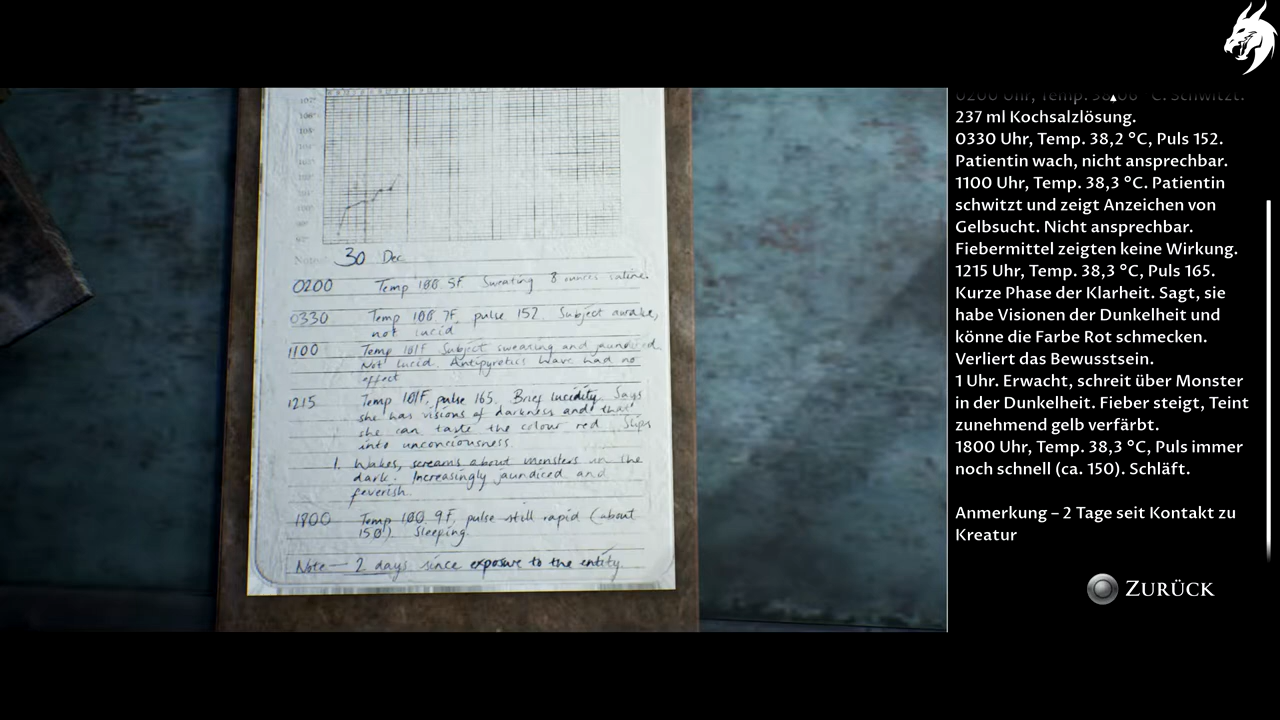 30 Dec
0200 Temp 100.5F Sweating 8 ounces saline.
0330 Temp 100.7F, pulse 152. Subject awake,
not lucid
1100 Temp 101F Subject sweating and jaundiced.
Not lucid. Antipyretics have had no
effect
1215 Temp 101F, pulse 165. Brief lucidity. Says
she has visions of darkness and that
she can taste the colour red. Slips
into unconciousness.
1. Wakes, screams about monsters in the
dark. Increasingly jaundiced and
feverish.
1800 Temp 100.9F, pulse still rapid (about
150). Sleeping.
Note — 2 days since exposure to the entity
237 ml Kochsalzlösung.
0330 Uhr, Temp. 38,2 °C, Puls 152.
Patientin wach, nicht ansprechbar.
1100 Uhr, Temp. 38,3 °C. Patientin
schwitzt und zeigt Anzeichen von
Gelbsucht. Nicht ansprechbar.
Fiebermittel zeigten keine Wirkung.
1215 Uhr, Temp. 38,3 °C, Puls 165.
Kurze Phase der Klarheit. Sagt, sie
habe Visionen der Dunkelheit und
könne die Farbe Rot schmecken.
Verliert das Bewusstsein.
1 Uhr. Erwacht, schreit über Monster
in der Dunkelheit. Fieber steigt, Teint
zunehmend gelb verfärbt.
1800 Uhr, Temp. 38,3 °C, Puls immer
noch schnell (ca. 150). Schläft.
Anmerkung – 2 Tage seit Kontakt zu
Kreatur
ZURÜCK